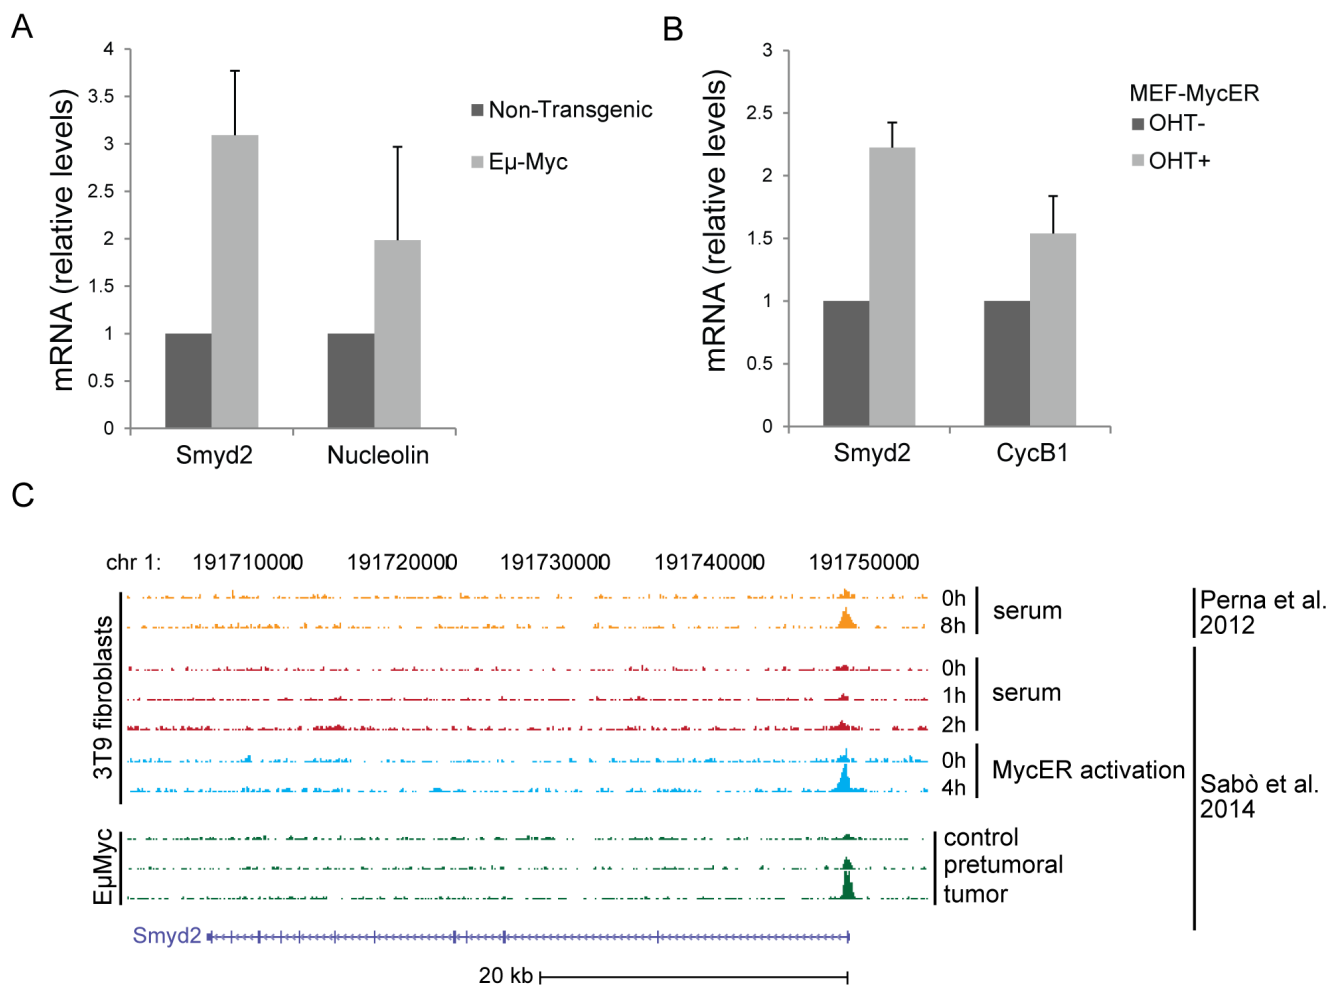 A
mRNA (relative levels)
4
3.5
3
2.5
2
1.5
1
0.5
0
Smyd2
Nucleolin
Non-Transgenic
Eμ-Myc
B
mRNA (relative levels)
3
2.5
2
1.5
1
0.5
0
Smyd2
CycB1
MEF-MycER
OHT-
OHT+
C
chr 1: 191710000 191720000 191730000 191740000 191750000
3T9 fibroblasts
0h
8h
serum
Perna et al.
2012
0h
1h
2h
serum
0h
4h
MycER activation
Sabò et al.
2014
EμMyc
control
pretumoral
tumor
Smyd2
20 kb